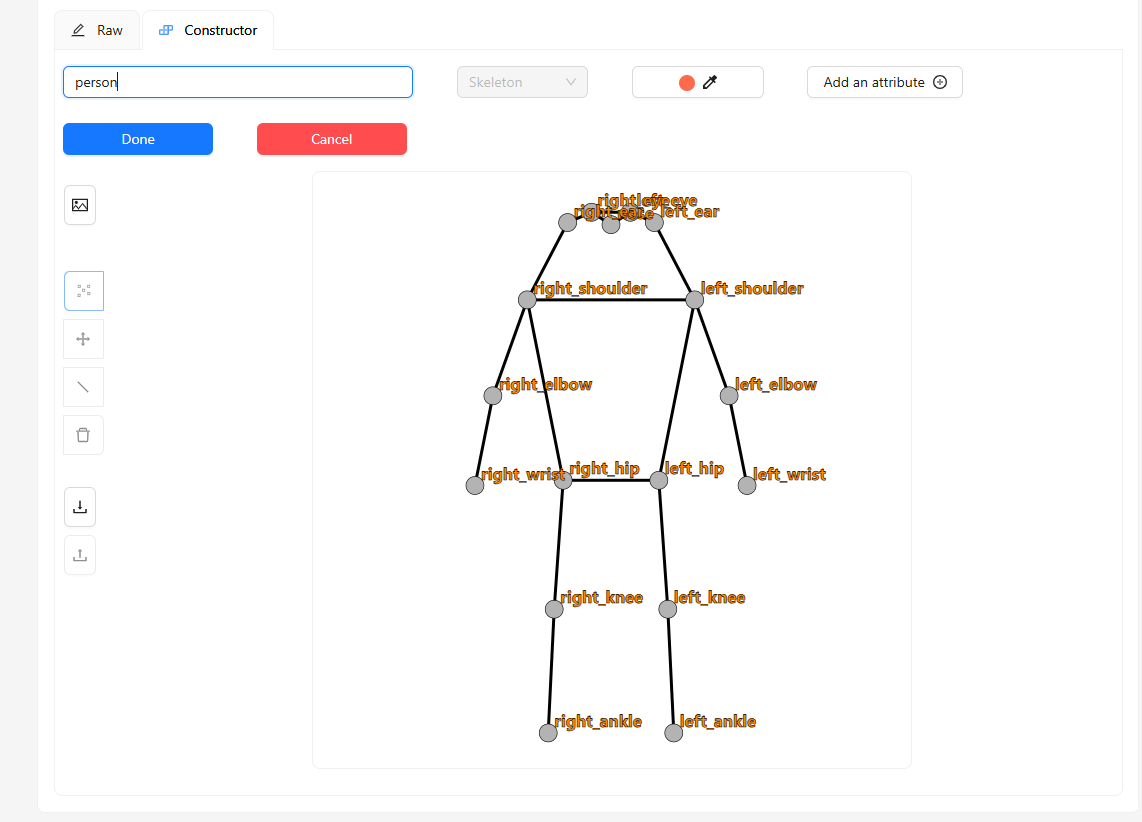 Raw
Constructor
person
Skeleton
Add an attribute
Done
Cancel
left_ear
right_shoulder
left_shoulder
right_elbow
left_elbow
right_hip
left_hip
right_wrist
left_wrist
right_knee
left_knee
right_ankle
left_ankle